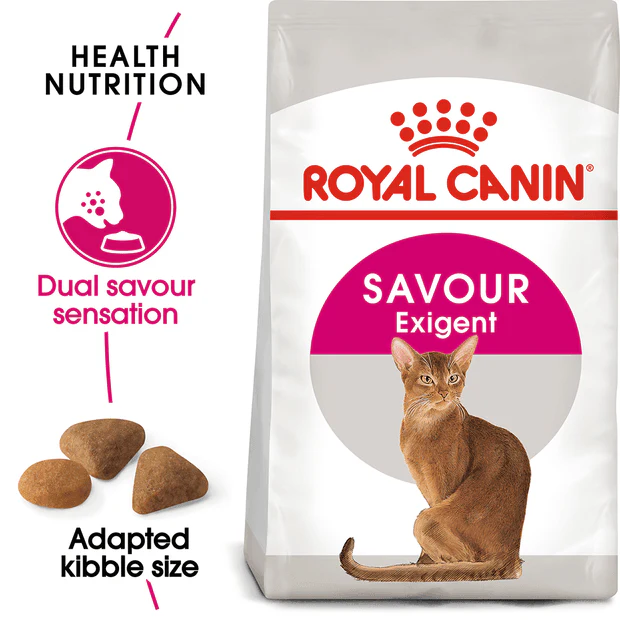 HEALTH
NUTRITION
Dual savour
sensation
Adapted
kibble size
ROYAL CANIN®
SAVOUR
Exigent